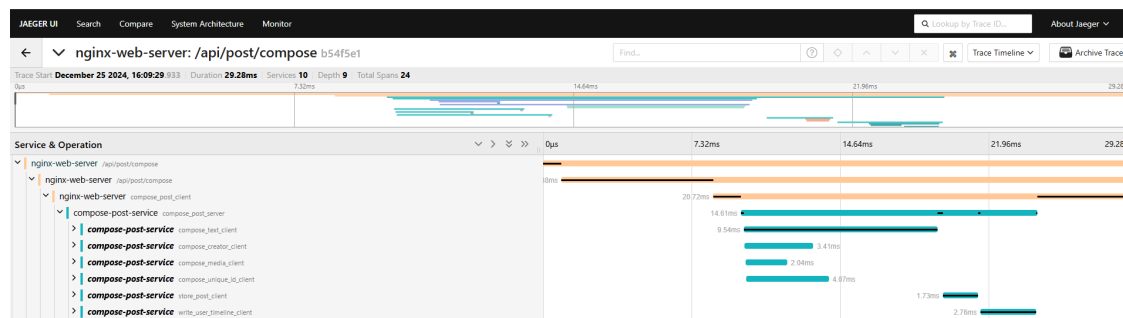 JAEGER UI Search Compare System Architecture Monitor Lookup by Trace ID... About Jaeger
nginx-web-server: /api/post/compose b54f5e1 Find... Trace Timeline Archive Trace
Trace Start December 25 2024, 16:09:29.933 Duration 29.28ms Services 10 Depth 9 Total Spans 24
0μs 7.32ms 14.64ms 21.96ms 29.28
Service & Operation 0μs 7.32ms 14.64ms 21.96ms 29.28
nginx-web-server /api/post/compose
nginx-web-server /api/post/compose 38ms
nginx-web-server compose_post_client 20.72ms
compose-post-service compose_post_server 14.61ms
compose-post-service compose_text_client 9.54ms
compose-post-service compose_creator_client 3.41ms
compose-post-service compose_media_client 2.04ms
compose-post-service compose_unique_id_client 4.07ms
compose-post-service store_post_client 1.73ms
compose-post-service write_user_timeline_client 2.76ms